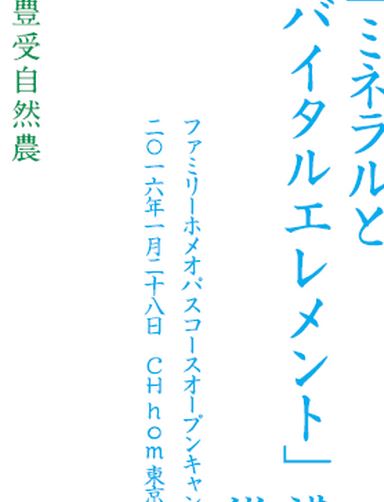 「ミネラルと
バイタルエレメント」
ファミリーホメオパスコースオープンキャン
二〇一六年一月二十八日 CHhom東京
豊受自然農